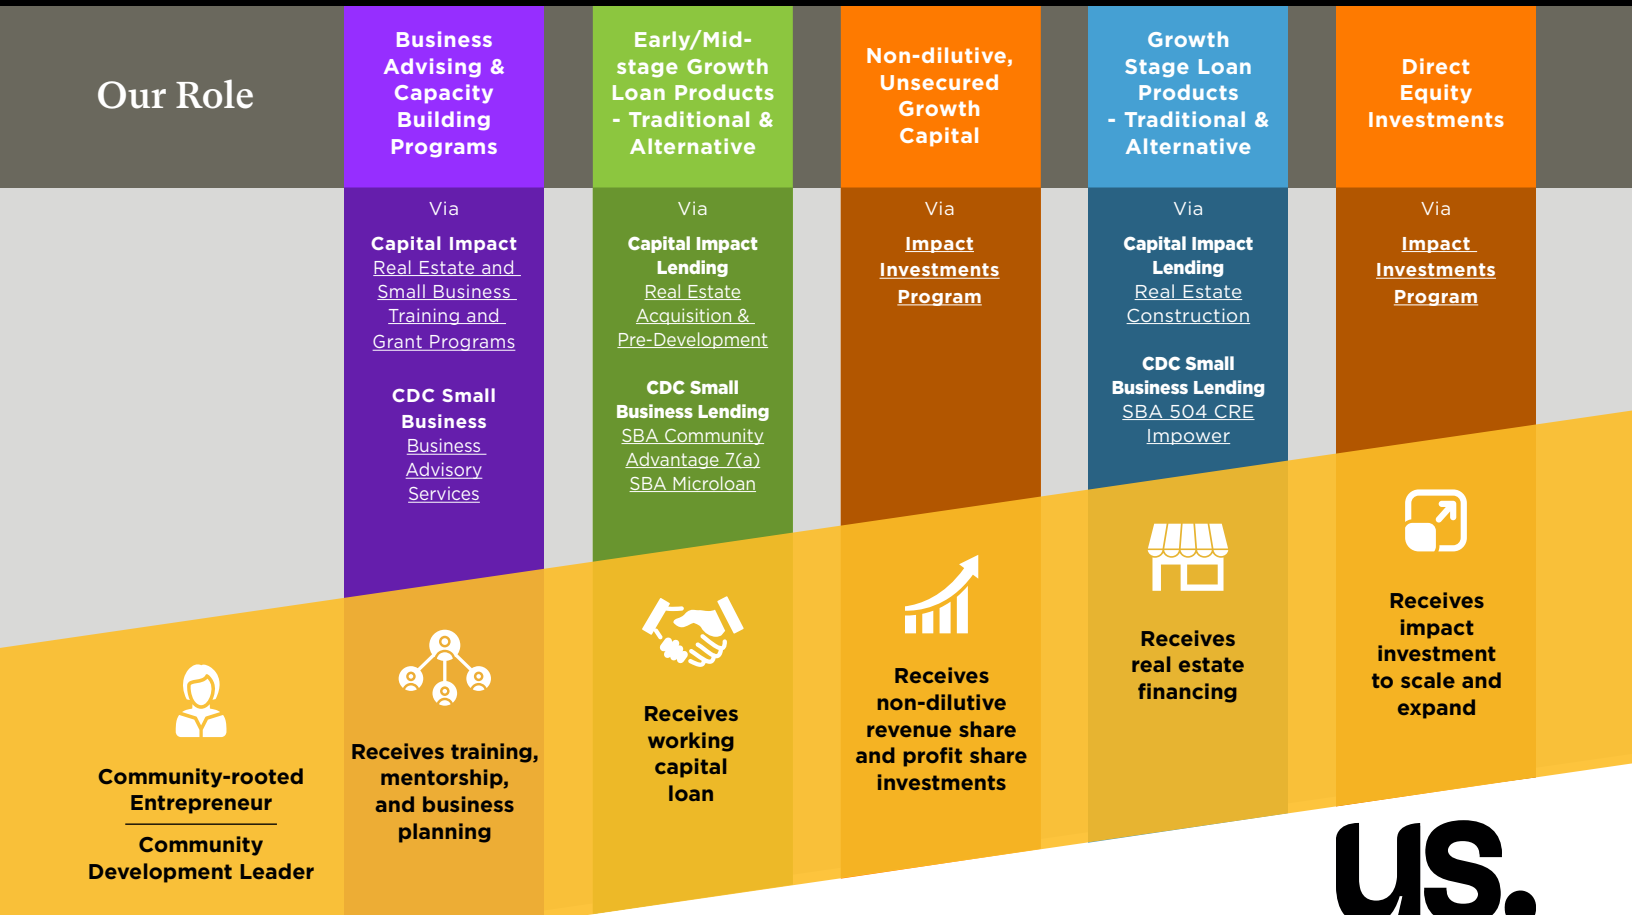 Our Role
Business
Advising &
Capacity
Building
Programs
Early/Mid-
stage Growth
Loan Products
- Traditional &
Alternative
Non-dilutive,
Unsecured
Growth
Capital
Growth
Stage Loan
Products
- Traditional &
Alternative
Direct
Equity
Investments
Via
Capital Impact
Real Estate and
Small Business
Training and
Grant Programs
CDC Small
Business
Business
Advisory
Services
Via
Capital Impact
Lending
Real Estate
Acquisition &
Pre-Development
CDC Small
Business Lending
SBA Community
Advantage 7(a)
SBA Microloan
Via
Impact
Investments
Program
Via
Capital Impact
Lending
Real Estate
Construction
CDC Small
Business Lending
SBA 504 CRE
Impower
Via
Impact
Investments
Program
Community-rooted
Entrepreneur
Community
Development Leader
Receives training,
mentorship,
and business
planning
Receives
working
capital
loan
Receives
non-dilutive
revenue share
and profit share
investments
Receives
real estate
financing
Receives
impact
investment
to scale and
expand
us.